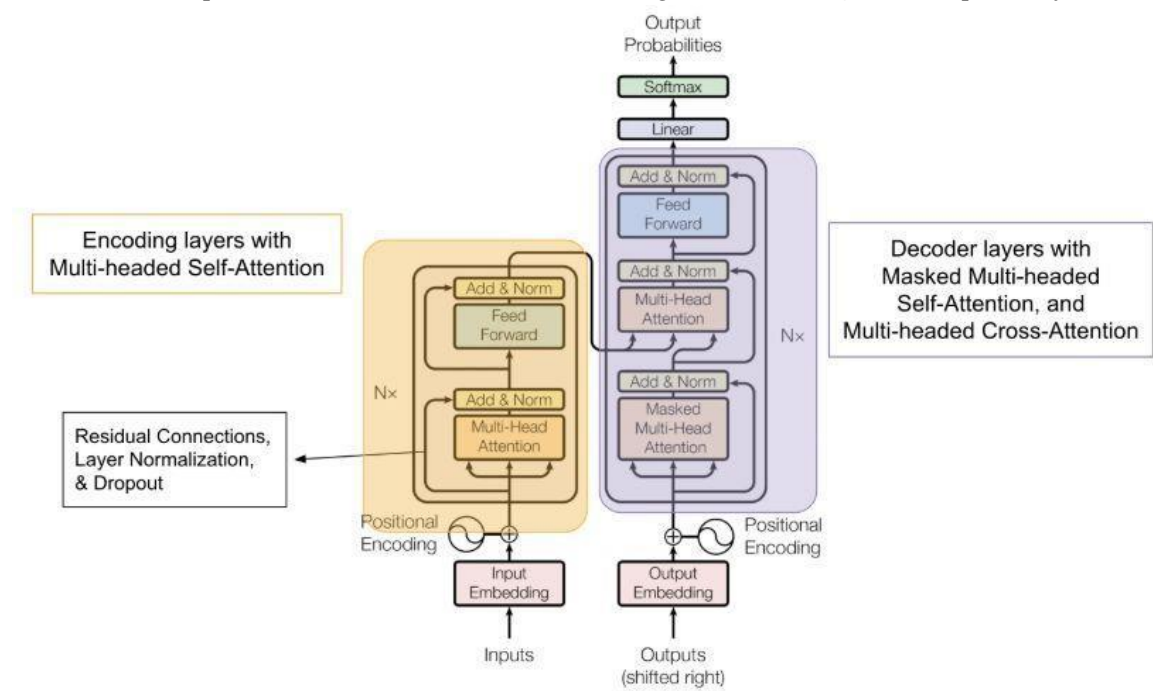 Output
Probabilities
Softmax
Linear
Add & Norm
Feed
Forward
Add & Norm
Multi-Head
Attention
Add & Norm
Masked
Multi-Head
Attention
Nx
Decoder layers with
Masked Multi-headed
Self-Attention, and
Multi-headed Cross-Attention
Encoding layers with
Multi-headed Self-Attention
Add & Norm
Feed
Forward
Nx
Add & Norm
Multi-Head
Attention
Residual Connections,
Layer Normalization,
& Dropout
Positional
Encoding
Positional
Encoding
Input
Embedding
Output
Embedding
Inputs
Outputs
(shifted right)